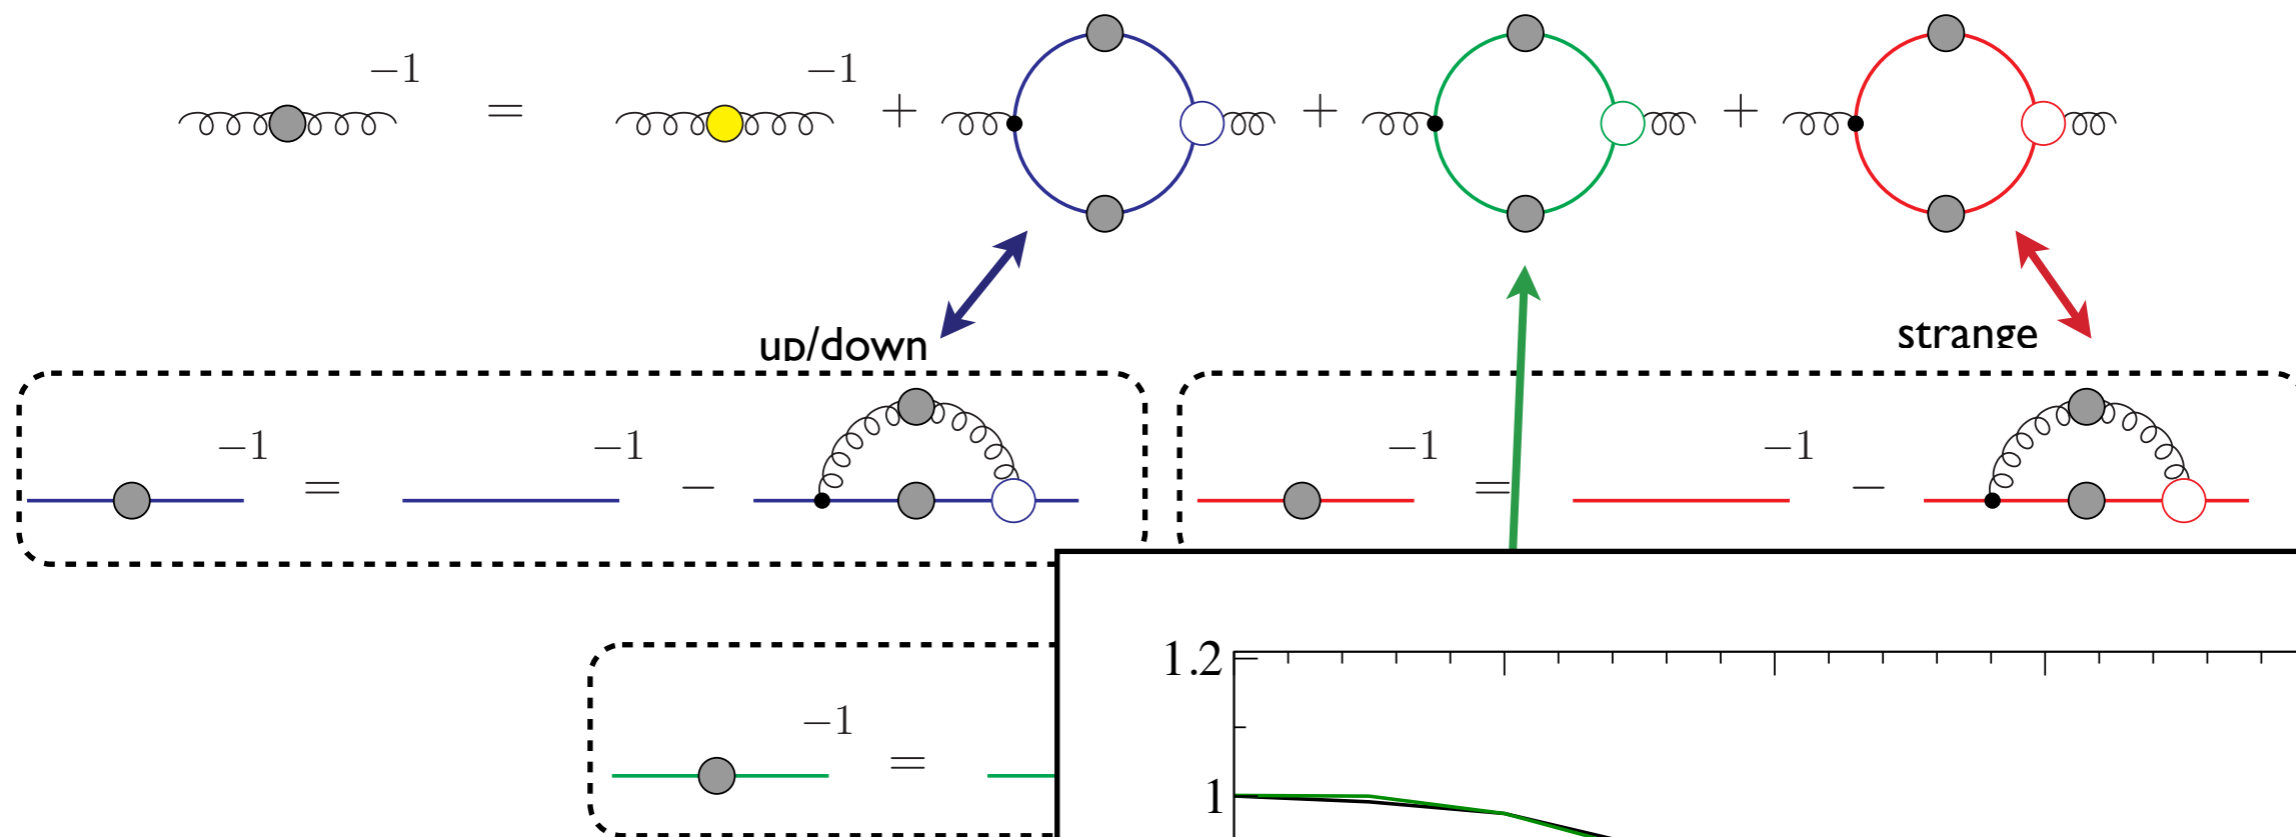 −1 = −1 + + +
up/down strange
−1 = −1 −
−1 = −1 −
1.2
−1 =
1